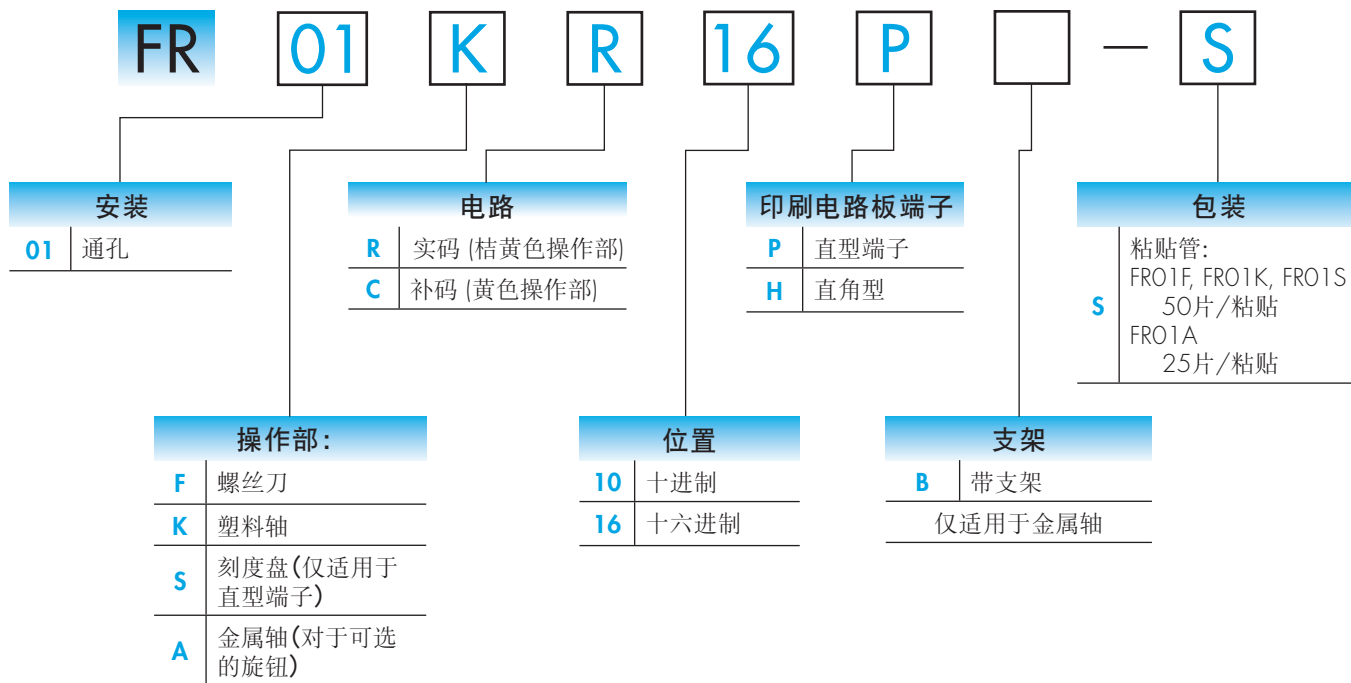 FR 01 K R 16 P — S
安装
01 通孔
电路
R 实码 (桔黄色操作部)
C 补码 (黄色操作部)
印刷电路板端子
P 直型端子
H 直角型
包装
S 粘贴管:
FR01F, FR01K, FR01S
50片/粘贴
FR01A
25片/粘贴
操作部:
F 螺丝刀
K 塑料轴
S 刻度盘(仅适用于
直型端子)
A 金属轴(对于可选
的旋钮)
位置
10 十进制
16 十六进制
支架
B 带支架
仅适用于金属轴